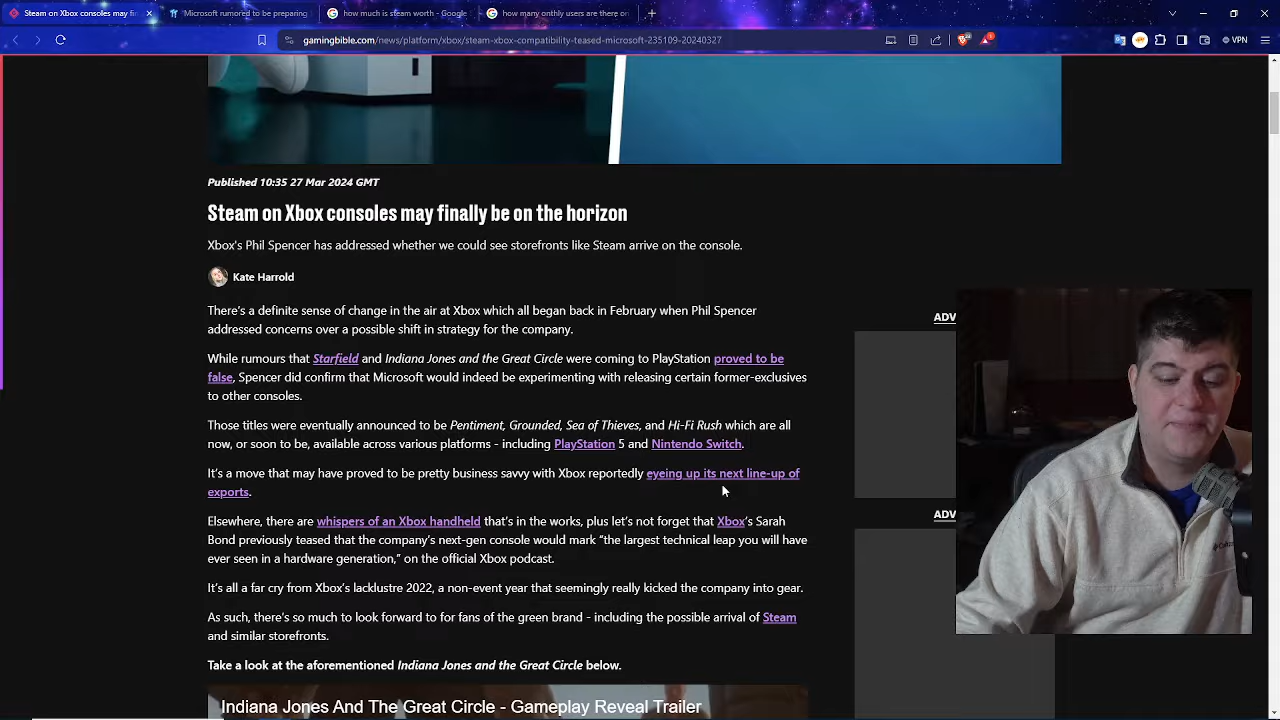 Steam on Xbox consoles may fin
'Microsoft rumored to be preparing
how much is steam worth - Google
how many onthly users are there on
gamingbible.com/news/platform/xbox/steam-xbox-compatibility-teased-microsoft-235109-20240327
VPN
Published 10:35 27 Mar 2024 GMT
Steam on Xbox consoles may finally be on the horizon
Xbox's Phil Spencer has addressed whether we could see storefronts like Steam arrive on the console.
Kate Harrold
There's a definite sense of change in the air at Xbox which all began back in February when Phil Spencer
addressed concerns over a possible shift in strategy for the company.
ADV
While rumours that Starfield and Indiana Jones and the Great Circle were coming to PlayStation proved to be
false, Spencer did confirm that Microsoft would indeed be experimenting with releasing certain former-exclusives
to other consoles.
Those titles were eventually announced to be Pentiment, Grounded, Sea of Thieves, and Hi-Fi Rush which are all
now, or soon to be, available across various platforms - including PlayStation 5 and Nintendo Switch.
It's a move that may have proved to be pretty business savvy with Xbox reportedly eyeing up its next line-up of
exports.
ADV
Elsewhere, there are whispers of an Xbox handheld that's in the works, plus let's not forget that Xbox's Sarah
Bond previously teased that the company's next-gen console would mark “the largest technical leap you will have
ever seen in a hardware generation,” on the official Xbox podcast.
It's all a far cry from Xbox's lacklustre 2022, a non-event year that seemingly really kicked the company into gear.
As such, there's so much to look forward to for fans of the green brand - including the possible arrival of Steam
and similar storefronts.
Take a look at the aforementioned Indiana Jones and the Great Circle below.
Indiana Jones And The Great Circle - Gameplay Reveal Trailer